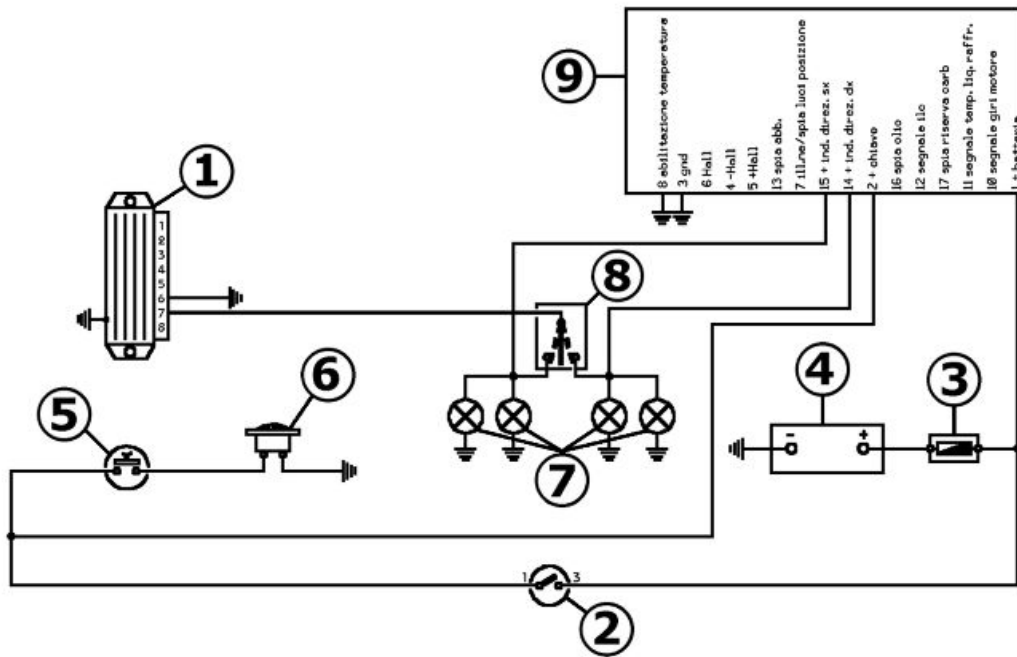 9
8 abilitazione temperatura
3 gnd
6 Hall
4 -Hall
5 +Hall
13 spia abb.
7 ill.ne/spia luci posizione
15 + ind. direz. sx
14 + ind. direz. dx
2 + chiave
16 spia olio
12 segnale ilo
17 spia riserva carb
11 segnale temp. liq. raffr.
10 segnale giri motore
1 + batteria
1
1
2
3
4
5
6
7
8
8
6
5
7
4
- +
3
1 3
2